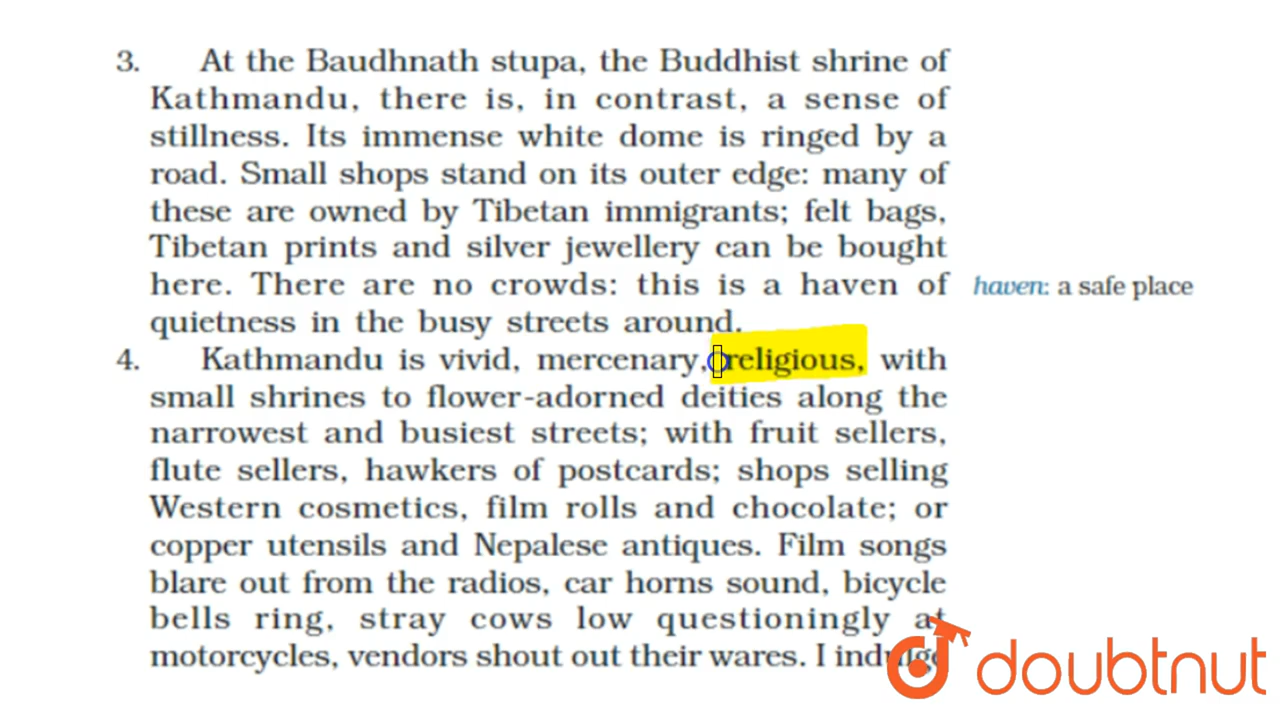 3. At the Baudhnath stupa, the Buddhist shrine of
Kathmandu, there is, in contrast, a sense of
stillness. Its immense white dome is ringed by a
road. Small shops stand on its outer edge: many of
these are owned by Tibetan immigrants; felt bags,
Tibetan prints and silver jewellery can be bought
here. There are no crowds: this is a haven of
haven: a safe place
quietness in the busy streets around.
4. Kathmandu is vivid, mercenary, religious, with
small shrines to flower-adorned deities along the
narrowest and busiest streets; with fruit sellers,
flute sellers, hawkers of postcards; shops selling
Western cosmetics, film rolls and chocolate; or
copper utensils and Nepalese antiques. Film songs
blare out from the radios, car horns sound, bicycle
bells ring, stray cows low questioningly at
motorcycles, vendors shout out their wares. I indulge
doubtnut